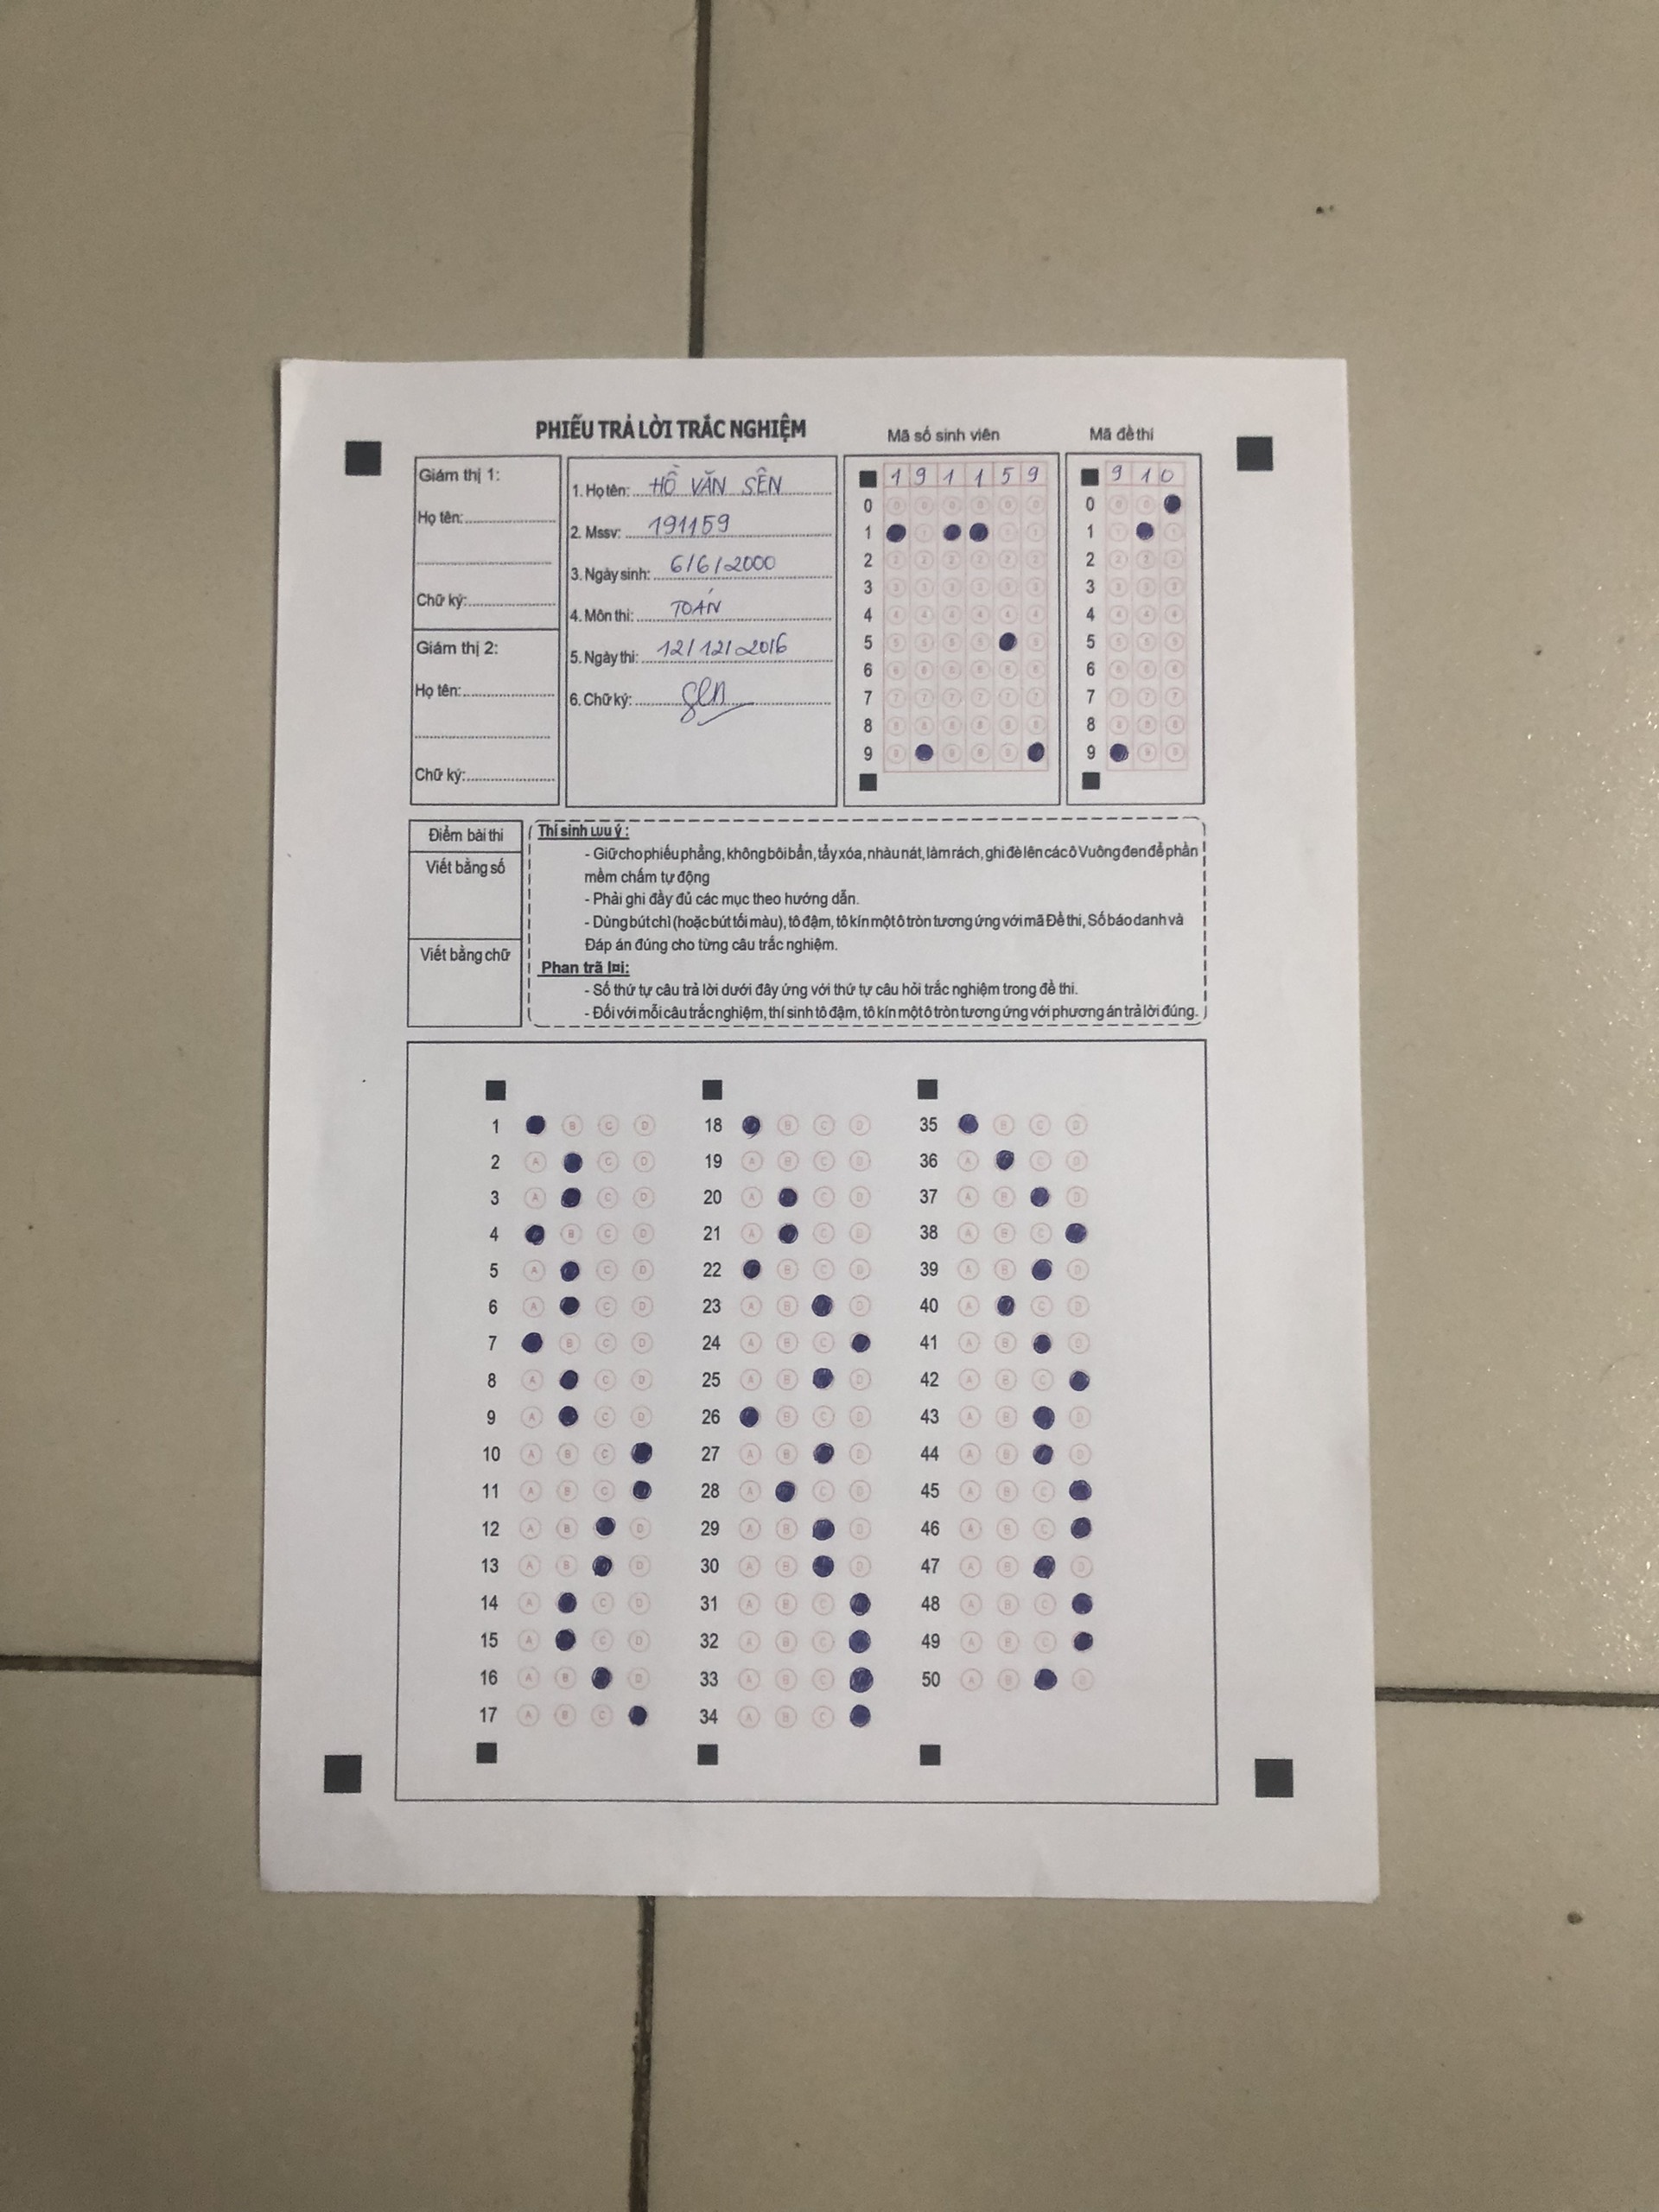 PHIẾU TRẢ LỜI TRẮC NGHIỆM
Mã số sinh viên
Mã đề thi
Giám thị 1:
Họ tên:
Chữ ký:
Giám thị 2:
Họ tên:
Chữ ký:
1. Họ tên: HỒ VĂN SÊN
2. Mssv: 191159
3. Ngày sinh: 6/6/2000
4. Môn thi: TOÁN
5. Ngày thi: 12/12/2016
6. Chữ ký: Sen
1 9 1 1 5 9
0
1
2
3
4
5
6
7
8
9
9 1 0
0
1
2
3
4
5
6
7
8
9
Điểm bài thi
Viết bằng số
Viết bằng chữ
Thí sinh lưu ý:
- Giữ cho phiếu phẳng, không bôi bẩn, tẩy xóa, nhàu nát, làm rách, ghi đè lên các ô Vuông đen để phần
mềm chấm tự động
- Phải ghi đầy đủ các mục theo hướng dẫn.
- Dùng bút chì (hoặc bút tối màu), tô đậm, tô kín một ô tròn tương ứng với mã Đề thi, Số báo danh và
Đáp án đúng cho từng câu trắc nghiệm.
Phan trã lời:
- Số thứ tự câu trả lời dưới đây ứng với thứ tự câu hỏi trắc nghiệm trong đề thi.
- Đối với mỗi câu trắc nghiệm, thí sinh tô đậm, tô kín một ô tròn tương ứng với phương án trả lời đúng.
1 B C D
2 A C D
3 A C D
4 B C D
5 A C D
6 A C D
7 B C D
8 A C D
9 A C D
10 A B C
11 A B C
12 A B D
13 A B D
14 A C D
15 A C D
16 A B D
17 A B C
18 B C D
19 A B C D
20 A C D
21 A C D
22 B C D
23 A B D
24 A B C
25 A B D
26 B C D
27 A B D
28 A C D
29 A B D
30 A B D
31 A B C
32 A B C
33 A B C
34 A B C
35 B C D
36 A C D
37 A B D
38 A B C
39 A B D
40 A C D
41 A B D
42 A B C
43 A B D
44 A B D
45 A B C
46 A B C
47 A B D
48 A B C
49 A B C
50 A B D